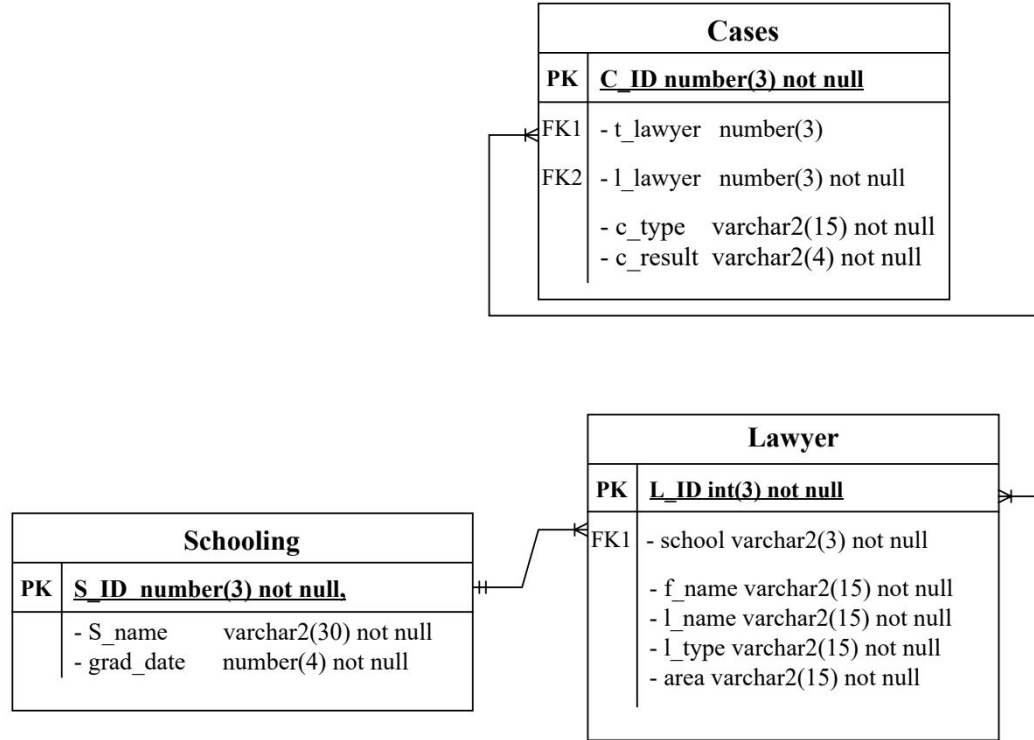 Cases
PK C_ID number(3) not null
FK1 - t_lawyer number(3)
FK2 - l_lawyer number(3) not null
- c_type varchar2(15) not null
- c_result varchar2(4) not null
Lawyer
PK L_ID int(3) not null
FK1 - school varchar2(3) not null
- f_name varchar2(15) not null
- l_name varchar2(15) not null
- l_type varchar2(15) not null
- area varchar2(15) not null
Schooling
PK S_ID number(3) not null,
- S_name varchar2(30) not null
- grad_date number(4) not null